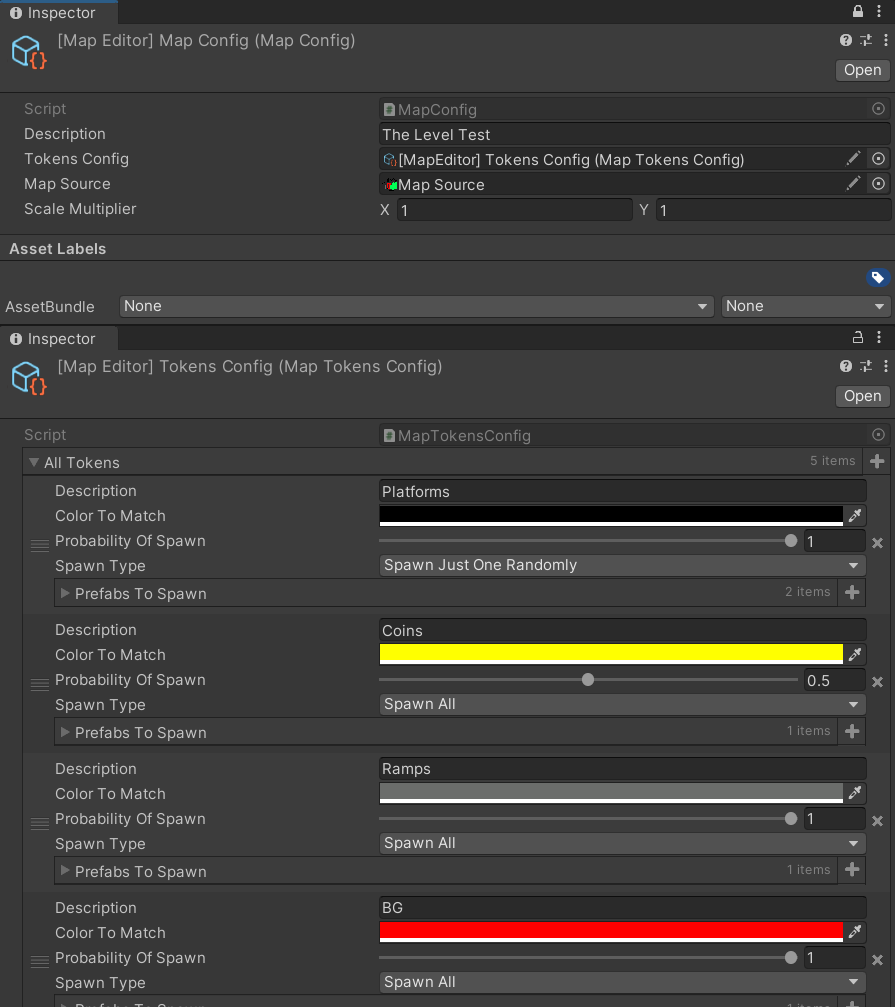 Inspector
[Map Editor] Map Config (Map Config)
Open
Script MapConfig
Description The Level Test
Tokens Config [MapEditor] Tokens Config (Map Tokens Config)
Map Source Map Source
Scale Multiplier X 1 Y 1
Asset Labels
AssetBundle None None
Inspector
[Map Editor] Tokens Config (Map Tokens Config)
Open
Script MapTokensConfig
All Tokens 5 items
Description Platforms
Color To Match
Probability Of Spawn 1
Spawn Type Spawn Just One Randomly
Prefabs To Spawn 2 items
Description Coins
Color To Match
Probability Of Spawn 0.5
Spawn Type Spawn All
Prefabs To Spawn 1 items
Description Ramps
Color To Match
Probability Of Spawn 1
Spawn Type Spawn All
Prefabs To Spawn 1 items
Description BG
Color To Match
Probability Of Spawn 1
Spawn Type Spawn All
Prefabs To Spawn 1 items